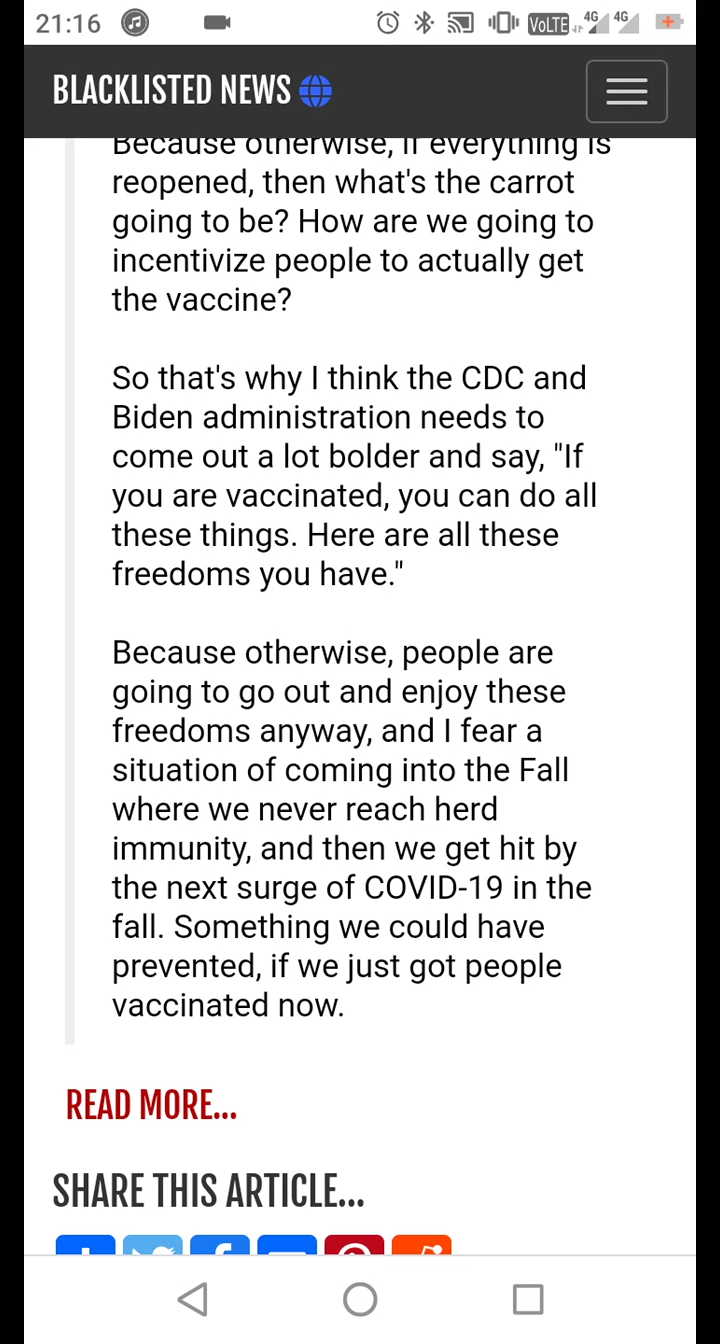 21:16 VoLTE 4G 4G
BLACKLISTED NEWS
Because otherwise, if everything is
reopened, then what's the carrot
going to be? How are we going to
incentivize people to actually get
the vaccine?
So that's why I think the CDC and
Biden administration needs to
come out a lot bolder and say, "If
you are vaccinated, you can do all
these things. Here are all these
freedoms you have."
Because otherwise, people are
going to go out and enjoy these
freedoms anyway, and I fear a
situation of coming into the Fall
where we never reach herd
immunity, and then we get hit by
the next surge of COVID-19 in the
fall. Something we could have
prevented, if we just got people
vaccinated now.
READ MORE...
SHARE THIS ARTICLE...